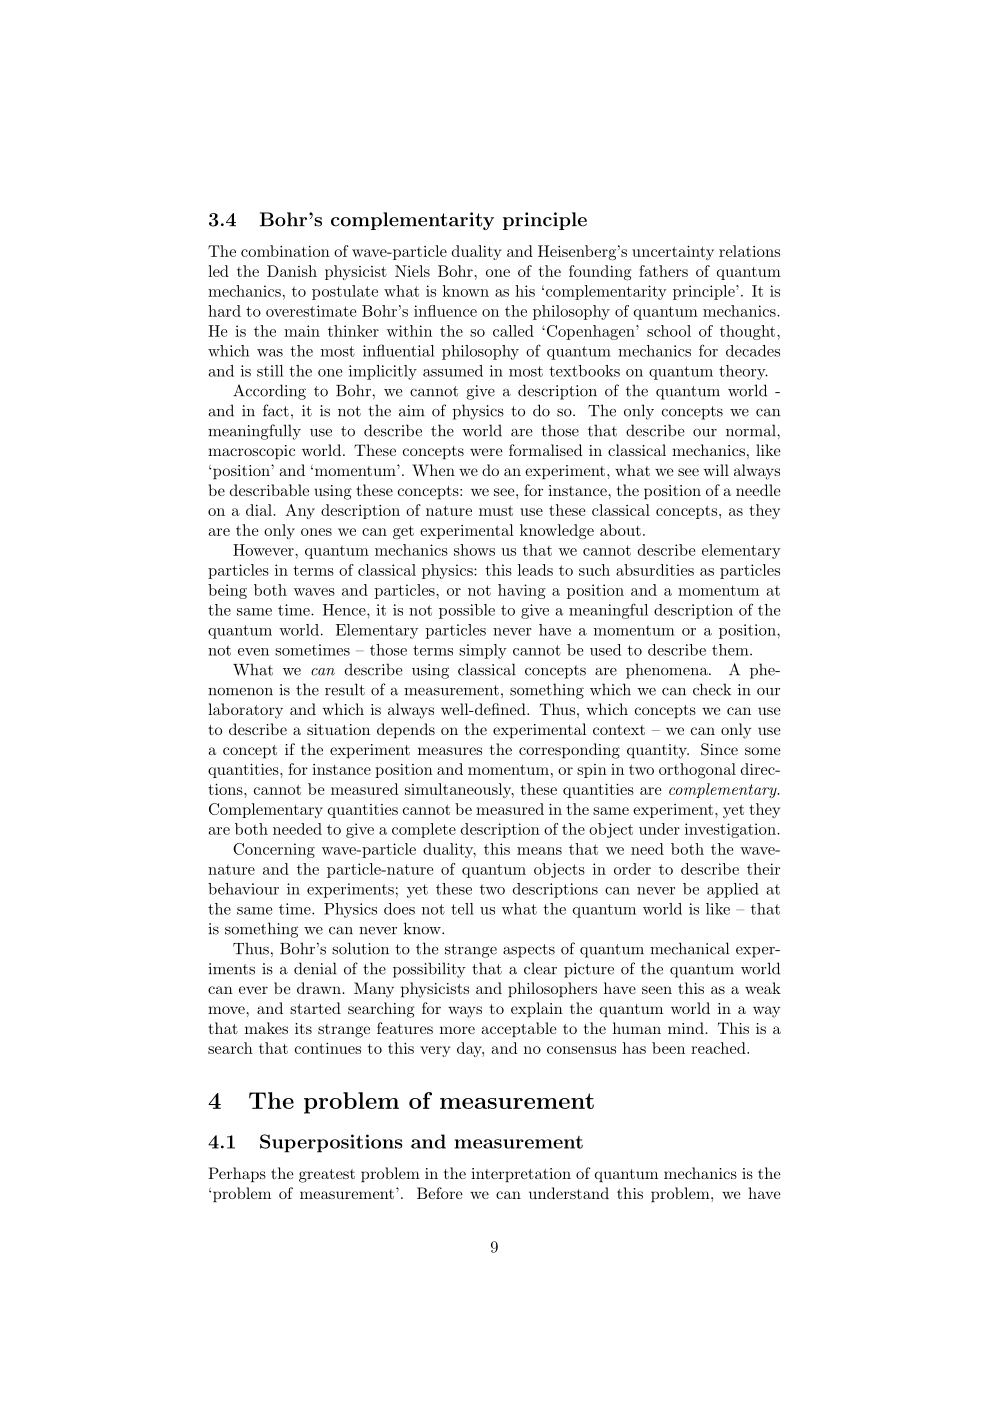 3.4 Bohr's complementarity principle
The combination of wave-particle duality and Heisenberg's uncertainty relations
led the Danish physicist Niels Bohr, one of the founding fathers of quantum
mechanics, to postulate what is known as his ‘complementarity principle’. It is
hard to overestimate Bohr's influence on the philosophy of quantum mechanics.
He is the main thinker within the so called ‘Copenhagen’ school of thought,
which was the most influential philosophy of quantum mechanics for decades
and is still the one implicitly assumed in most textbooks on quantum theory.
According to Bohr, we cannot give a description of the quantum world -
and in fact, it is not the aim of physics to do so. The only concepts we can
meaningfully use to describe the world are those that describe our normal,
macroscopic world. These concepts were formalised in classical mechanics, like
‘position’ and ‘momentum’. When we do an experiment, what we see will always
be describable using these concepts: we see, for instance, the position of a needle
on a dial. Any description of nature must use these classical concepts, as they
are the only ones we can get experimental knowledge about.
However, quantum mechanics shows us that we cannot describe elementary
particles in terms of classical physics: this leads to such absurdities as particles
being both waves and particles, or not having a position and a momentum at
the same time. Hence, it is not possible to give a meaningful description of the
quantum world. Elementary particles never have a momentum or a position,
not even sometimes – those terms simply cannot be used to describe them.
What we can describe using classical concepts are phenomena. A phe-
nomenon is the result of a measurement, something which we can check in our
laboratory and which is always well-defined. Thus, which concepts we can use
to describe a situation depends on the experimental context – we can only use
a concept if the experiment measures the corresponding quantity. Since some
quantities, for instance position and momentum, or spin in two orthogonal direc-
tions, cannot be measured simultaneously, these quantities are complementary.
Complementary quantities cannot be measured in the same experiment, yet they
are both needed to give a complete description of the object under investigation.
Concerning wave-particle duality, this means that we need both the wave-
nature and the particle-nature of quantum objects in order to describe their
behaviour in experiments; yet these two descriptions can never be applied at
the same time. Physics does not tell us what the quantum world is like – that
is something we can never know.
Thus, Bohr's solution to the strange aspects of quantum mechanical exper-
iments is a denial of the possibility that a clear picture of the quantum world
can ever be drawn. Many physicists and philosophers have seen this as a weak
move, and started searching for ways to explain the quantum world in a way
that makes its strange features more acceptable to the human mind. This is a
search that continues to this very day, and no consensus has been reached.
4 The problem of measurement
4.1 Superpositions and measurement
Perhaps the greatest problem in the interpretation of quantum mechanics is the
‘problem of measurement’. Before we can understand this problem, we have
9